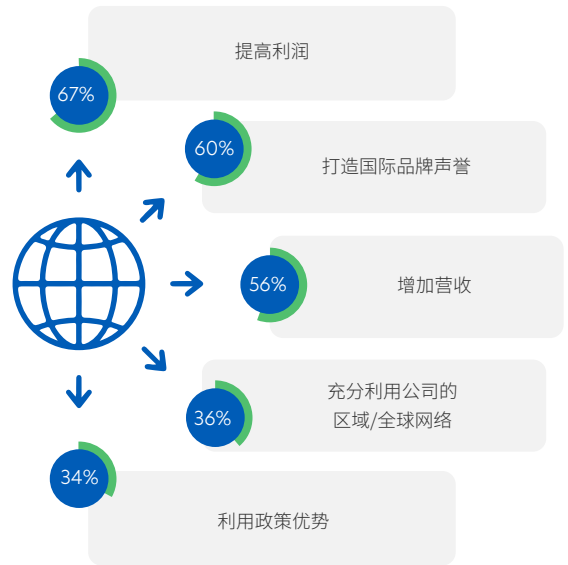 提高利润
67%
60%
打造国际品牌声誉
56%
增加营收
36%
充分利用公司的
区域/全球网络
34%
利用政策优势